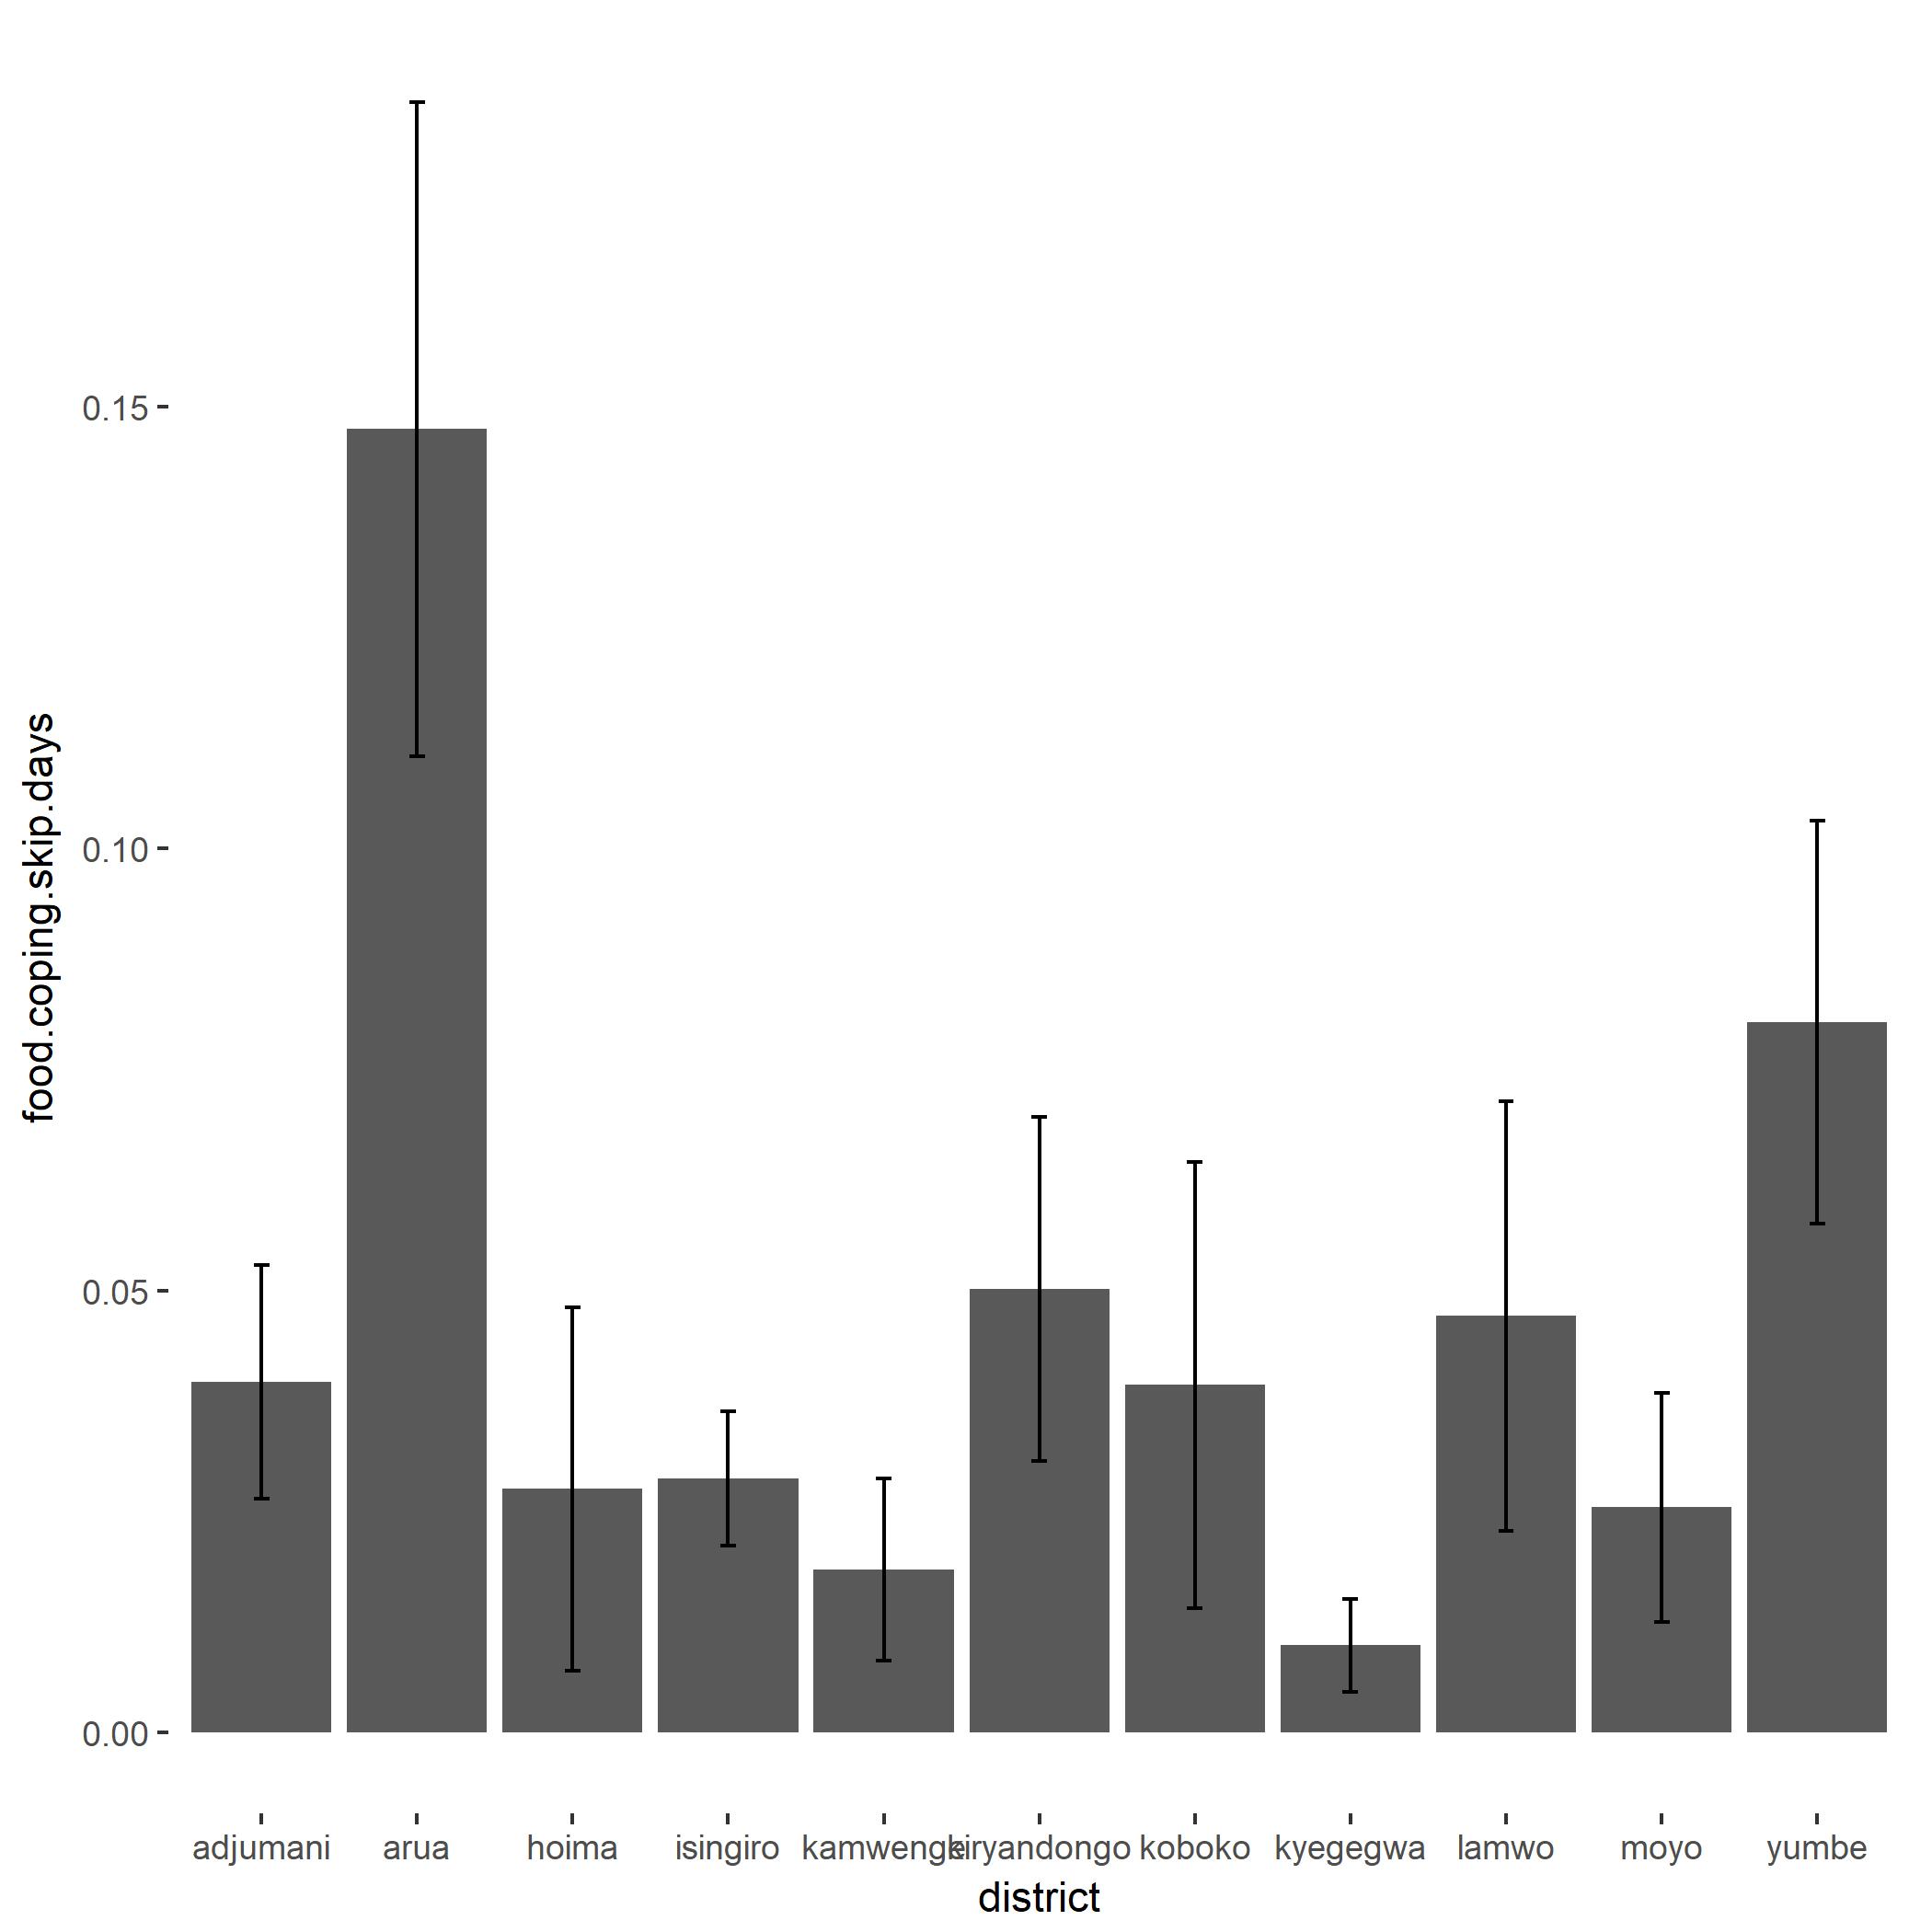 food.coping.skip.days
0.15
0.10
0.05
0.00
adjumani arua hoima isingiro kamwenge kiryandongo koboko kyegegwa lamwo moyo yumbe
district